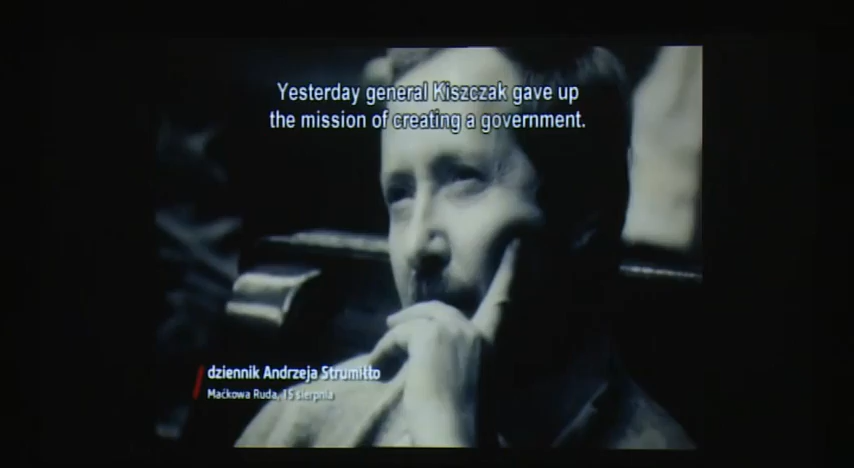 Yesterday general Kiszczak gave up
the mission of creating a government.
dziennik Andrzeja Strumiłło
Maćkowa Ruda, 15 sierpnia